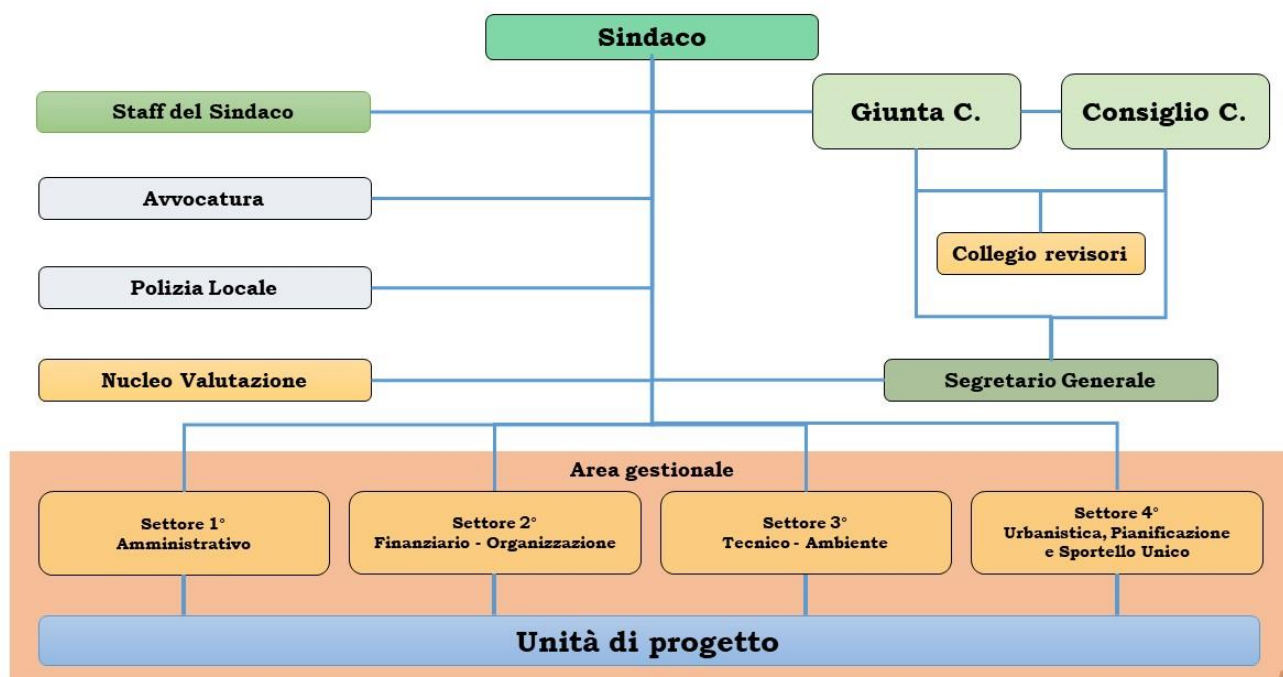 Sindaco
Staff del Sindaco
Giunta C.
Consiglio C.
Avvocatura
Collegio revisori
Polizia Locale
Nucleo Valutazione
Segretario Generale
Area gestionale
Settore 1°
Amministrativo
Settore 2°
Finanziario - Organizzazione
Settore 3°
Tecnico - Ambiente
Settore 4°
Urbanistica, Pianificazione
e Sportello Unico
Unità di progetto